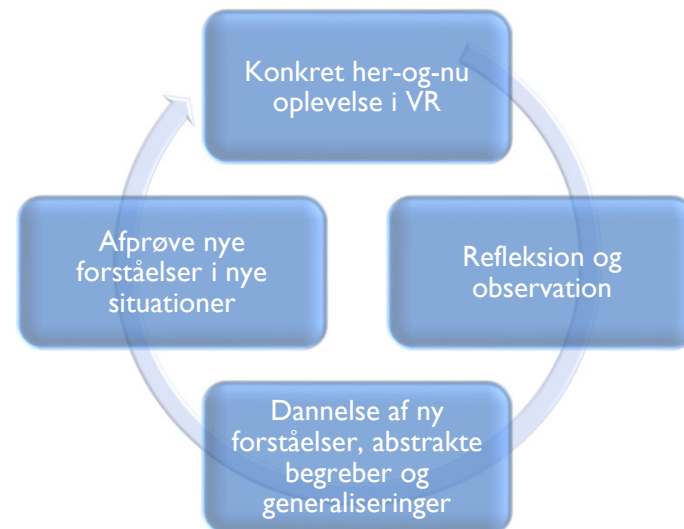 Konkret her-og-nu
oplevelse i VR
Refleksion og
observation
Dannelse af ny
forståelser, abstrakte
begreber og
generaliseringer
Afprøve nye
forståelser i nye
situationer